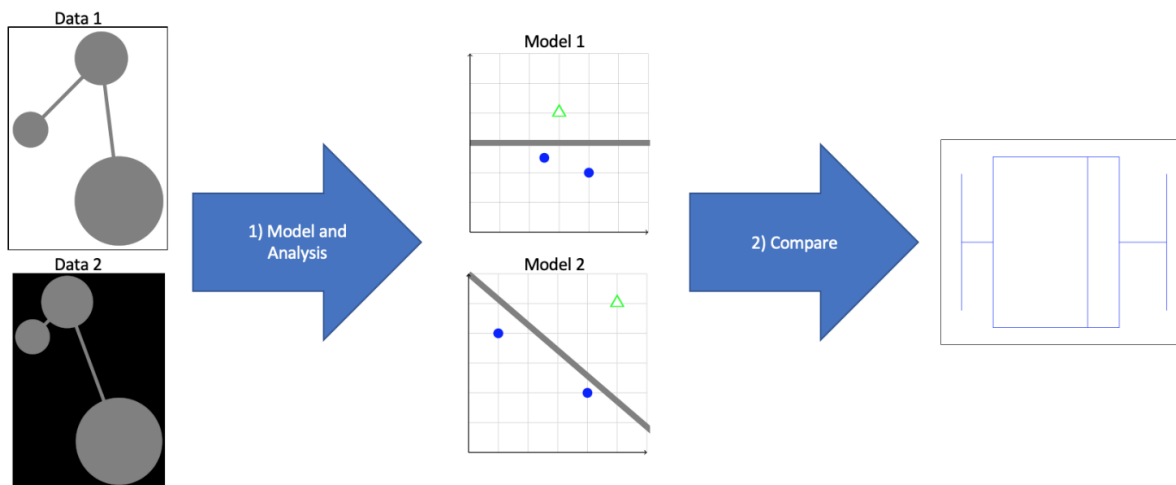 Data 1
Model 1
1) Model and
Analysis
2) Compare
Data 2
Model 2